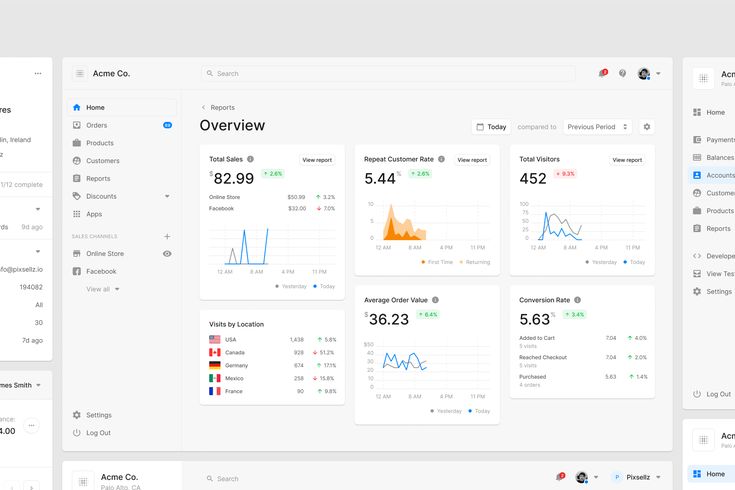 res
lin, Ireland
z
1/12 complete
rds 9d ago
nfo@pixsellz.io
194082
All
30
7d ago
mes Smith
ance:
4.00
Acme Co.
Search
2
Home
Orders
Products
Customers
Reports
Discounts
Apps
SALES CHANNELS
Online Store
Facebook
View all
Settings
Log Out
Reports
Overview
Today compared to Previous Period
Total Sales View report
$82.99 2.6%
Online Store $50.99 3.2%
Facebook $32.00 7.0%
12 AM 8 AM 4 PM 11 PM
Yesterday Today
Repeat Customer Rate View report
5.44% 2.6%
10
5
0
12 AM 8 AM 4 PM 11 PM
First Time Returning
Total Visitors View report
452 9.3%
100
75
50
25
0
12 AM 8 AM 4 PM 11 PM
Yesterday Today
Visits by Location
USA 1,438 5.8%
Canada 928 51.2%
Germany 674 17.1%
Mexico 258 15.8%
France 90 9.8%
Average Order Value
$36.23 6.4%
$50
40
30
20
10
0
12 AM 8 AM 4 PM 11 PM
Yesterday Today
Conversion Rate
5.63% 3.4%
Added to Cart 7.04 4.0%
5 visits
Reached Checkout 7.04 2.0%
5 visits
Purchased 5.63 1.4%
4 orders
Acm
Palo A
Home
Payments
Balances
Accounts
Custome
Products
Reports
Develope
View Test
Settings
Log Out
Acme Co.
Palo Alto, CA
Search
P Pixsellz
Acm
Palo A
Home